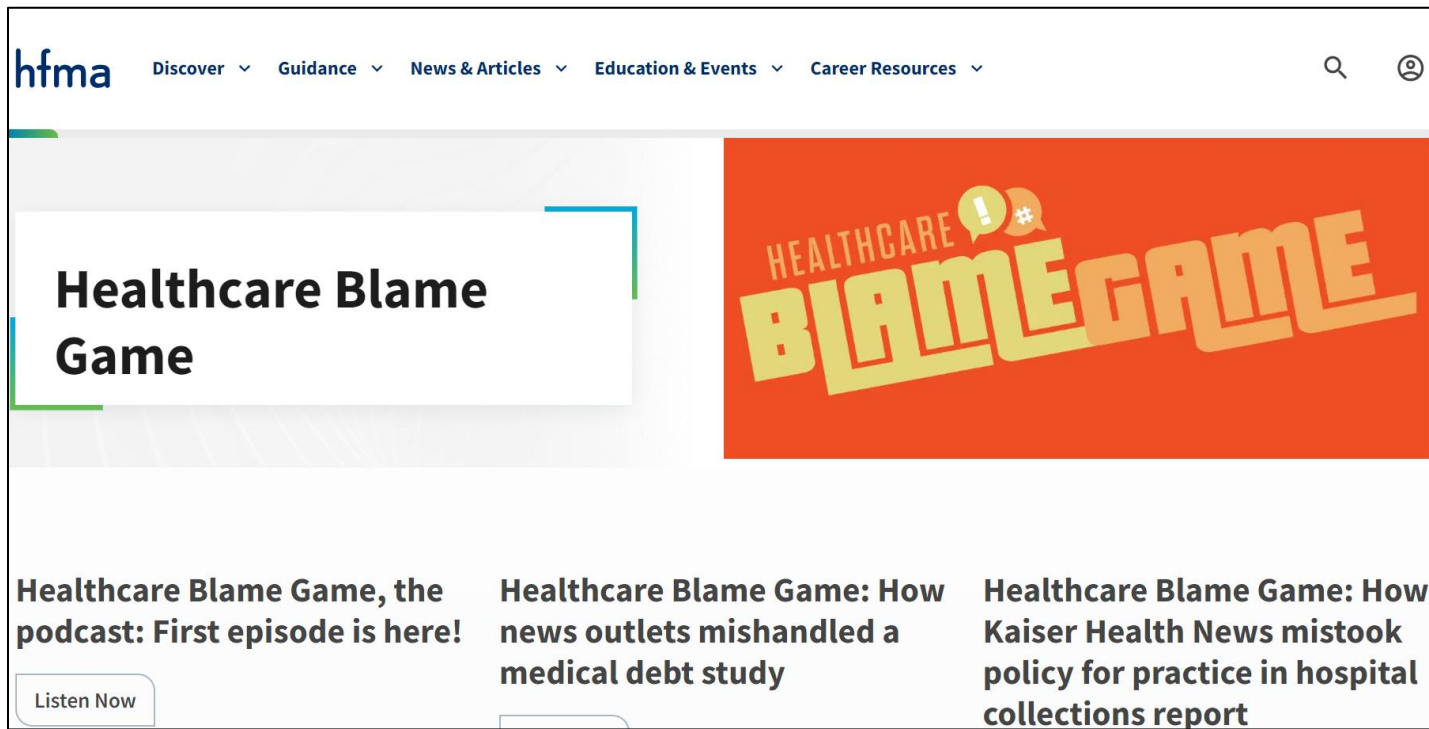 hfma Discover Guidance News & Articles Education & Events Career Resources
Healthcare Blame
Game
HEALTHCARE ! #
BLAMEGAME
Healthcare Blame Game, the
podcast: First episode is here!
Listen Now
Healthcare Blame Game: How
news outlets mishandled a
medical debt study
Healthcare Blame Game: How
Kaiser Health News mistook
policy for practice in hospital
collections report